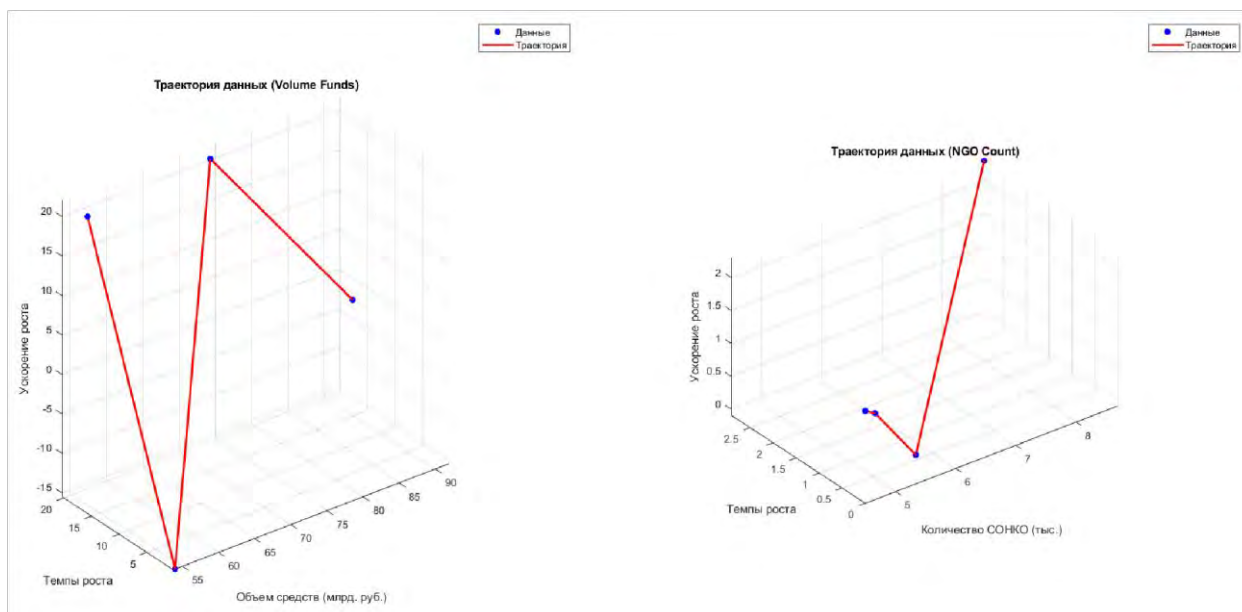 Данные
Траектория
Траектория данных (Volume Funds)
20
15
10
5
0
-5
-10
-15
Ускорение роста
20
15
10
5
Темпы роста
55
60
65
70
75
80
85
90
Объем средств (млрд. руб.)
Данные
Траектория
Траектория данных (NGO Count)
2
1.5
1
0.5
0
Ускорение роста
2.5
2
1.5
1
0.5
0
Темпы роста
5
6
7
8
Количество СОНКО (тыс.)